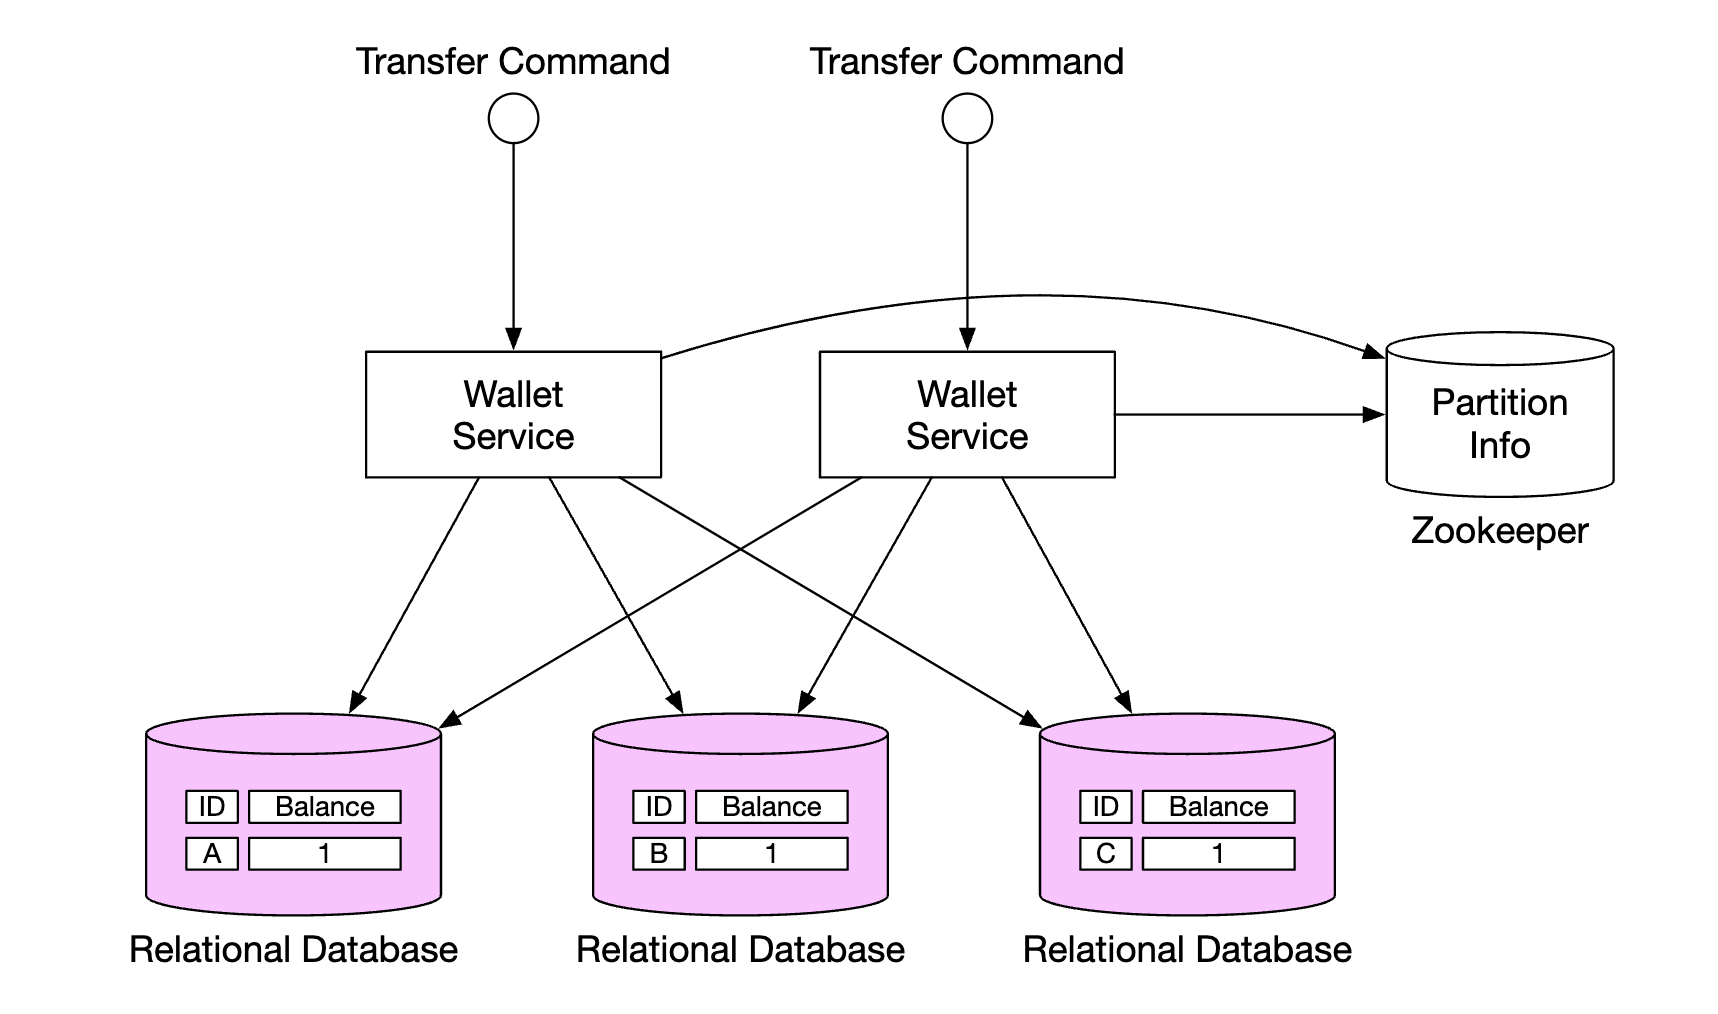 Transfer Command
Transfer Command
Wallet
Service
Wallet
Service
Partition
Info
Zookeeper
ID Balance
A 1
Relational Database
ID Balance
B 1
Relational Database
ID Balance
C 1
Relational Database